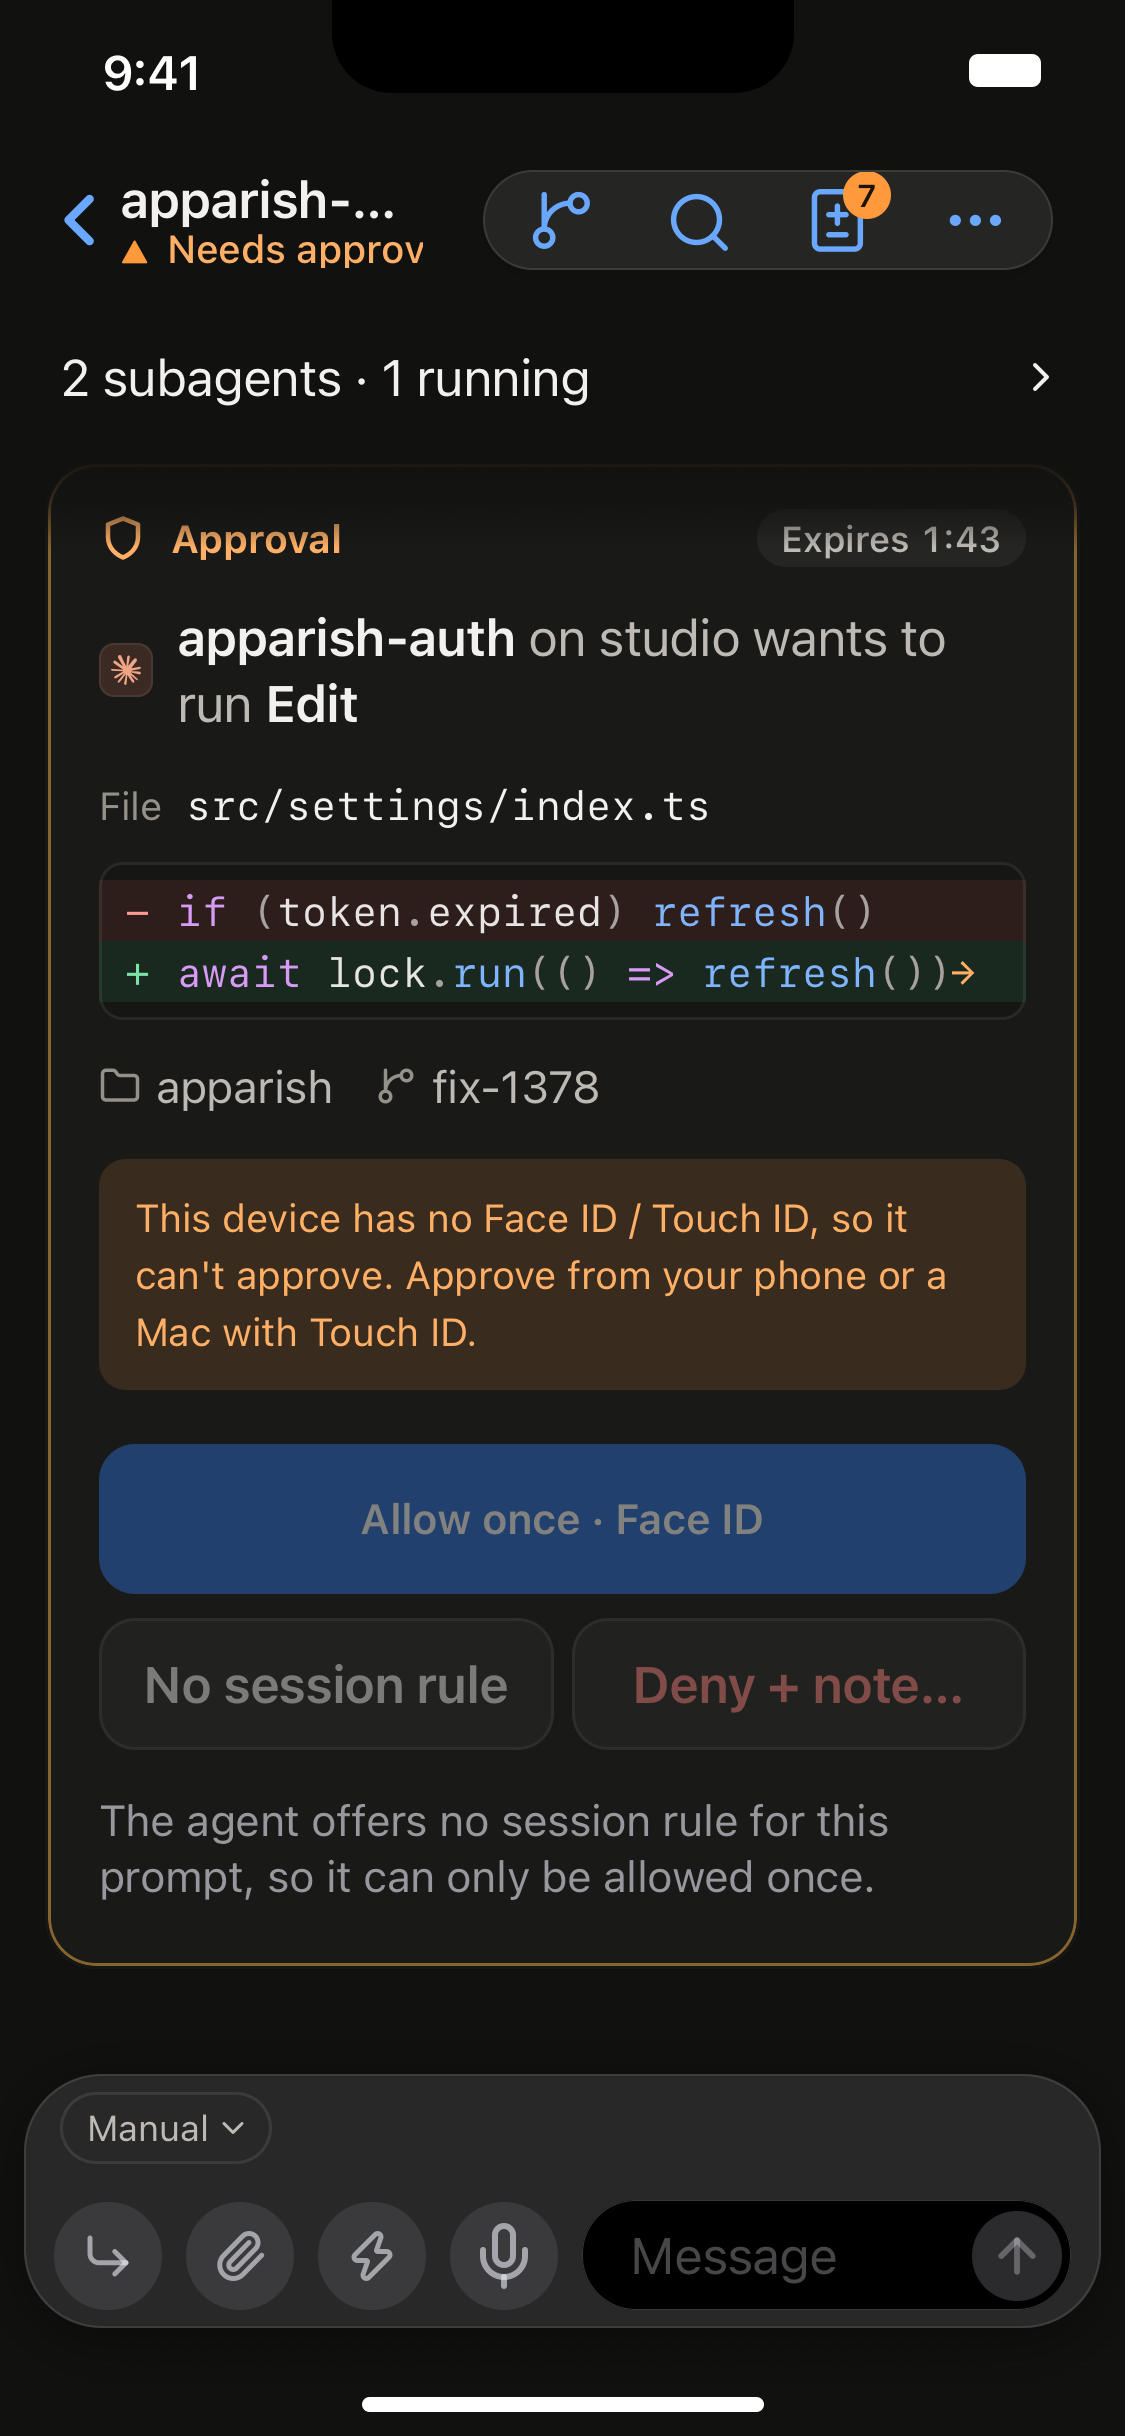 9:41
apparish-...
Needs approv
7
2 subagents · 1 running
Approval
Expires 1:43
apparish-auth on studio wants to
run Edit
File src/settings/index.ts
− if (token.expired) refresh()
+ await lock.run(() => refresh())→
apparish fix-1378
This device has no Face ID / Touch ID, so it
can't approve. Approve from your phone or a
Mac with Touch ID.
Allow once · Face ID
No session rule
Deny + note...
The agent offers no session rule for this
prompt, so it can only be allowed once.
Manual
Message